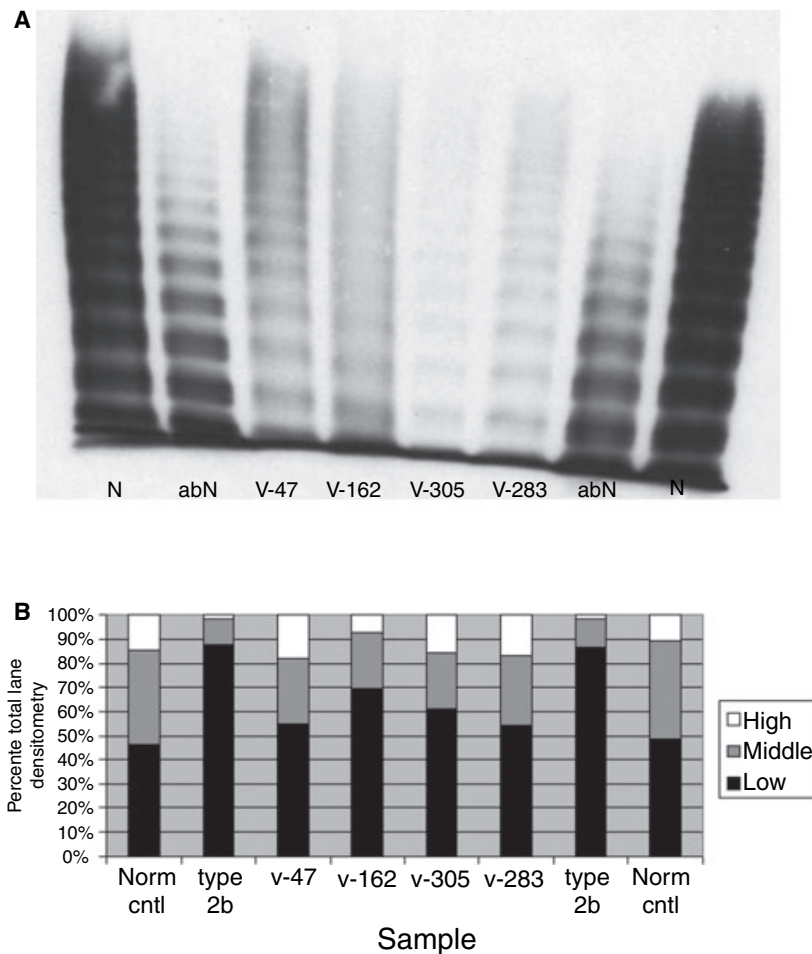 A
N abN V-47 V-162 V-305 V-283 abN N
B
100%
90%
80%
70%
60%
50%
40%
30%
20%
10%
0%
Percente total lane
densitometry
Norm type v-47 v-162 v-305 v-283 type Norm
cntl 2b 2b cntl
Sample
High
Middle
Low